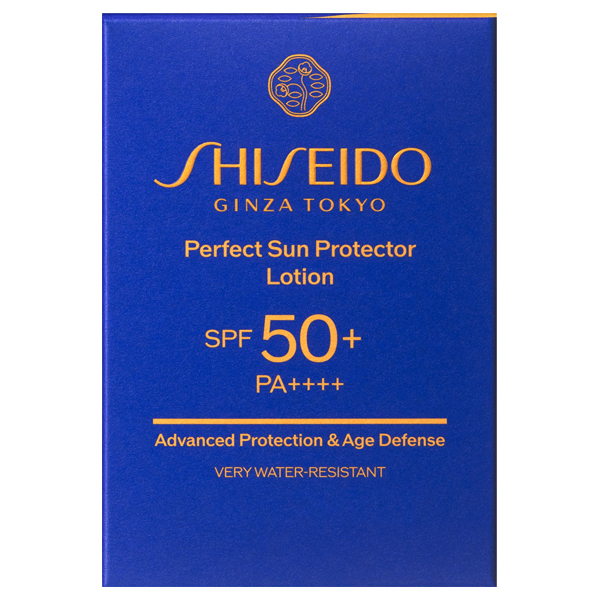 SHISEIDO
GINZA TOKYO
Perfect Sun Protector
Lotion
SPF 50+
PA++++
Advanced Protection & Age Defense
VERY WATER-RESISTANT